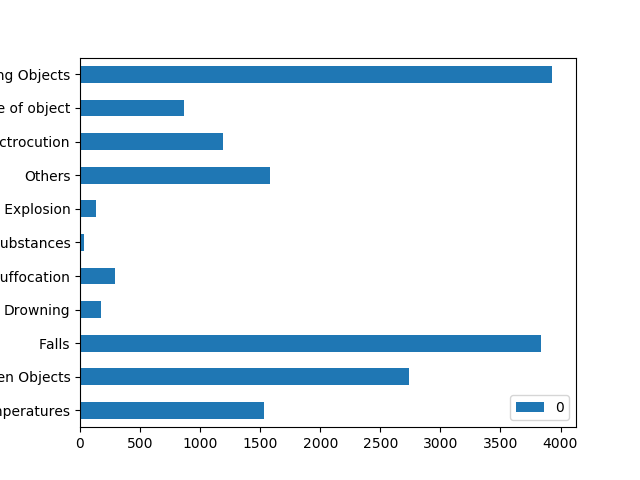 ng Objects
e of object
ctrocution
Others
Explosion
ubstances
uffocation
Drowning
Falls
en Objects
peratures
0
0 500 1000 1500 2000 2500 3000 3500 4000